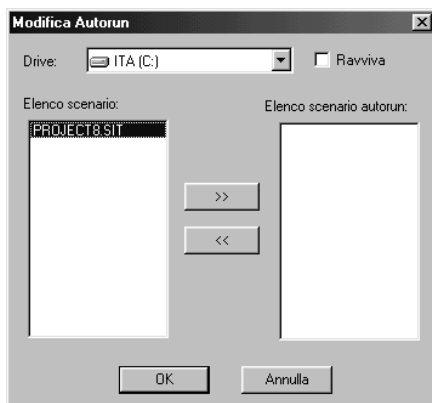 Modifica Autorun
Drive: ITA (C:) Ravviva
Elenco scenario: Elenco scenario autorun:
PROJECT8.SIT
>>
<<
OK Annulla